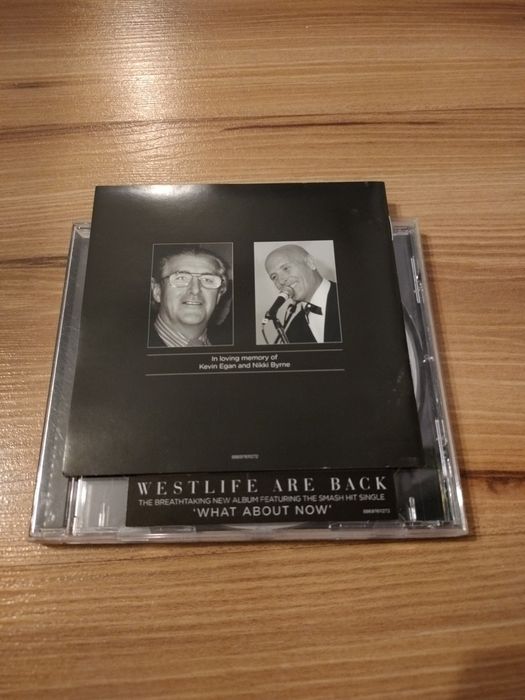 In loving memory of
Kevin Egan and Nikki Byrne
WESTLIFE ARE BACK
THE BREATHTAKING NEW ALBUM FEATURING THE SMASH HIT SINGLE
'WHAT ABOUT NOW'